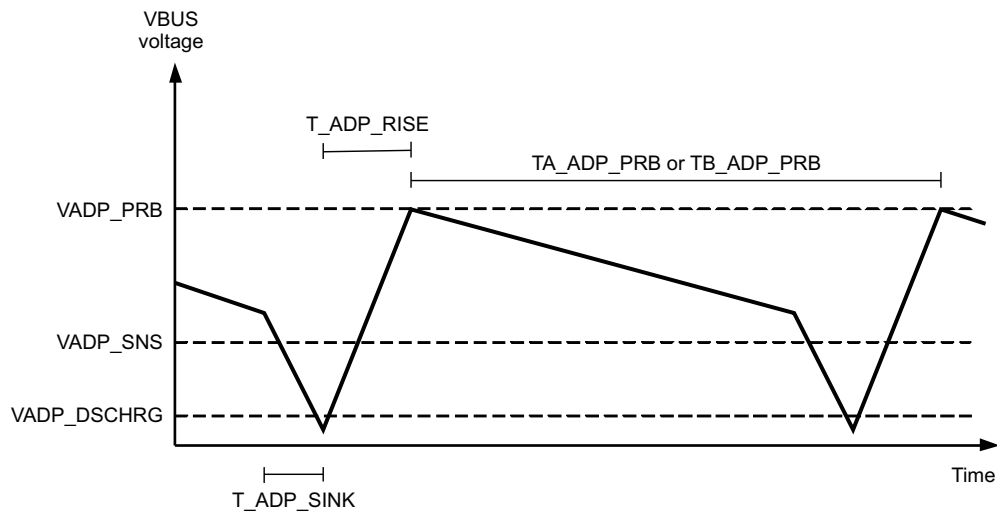 VBUS
voltage
T_ADP_RISE
TA_ADP_PRB or TB_ADP_PRB
VADP_PRB
VADP_SNS
VADP_DSCHRG
Time
T_ADP_SINK